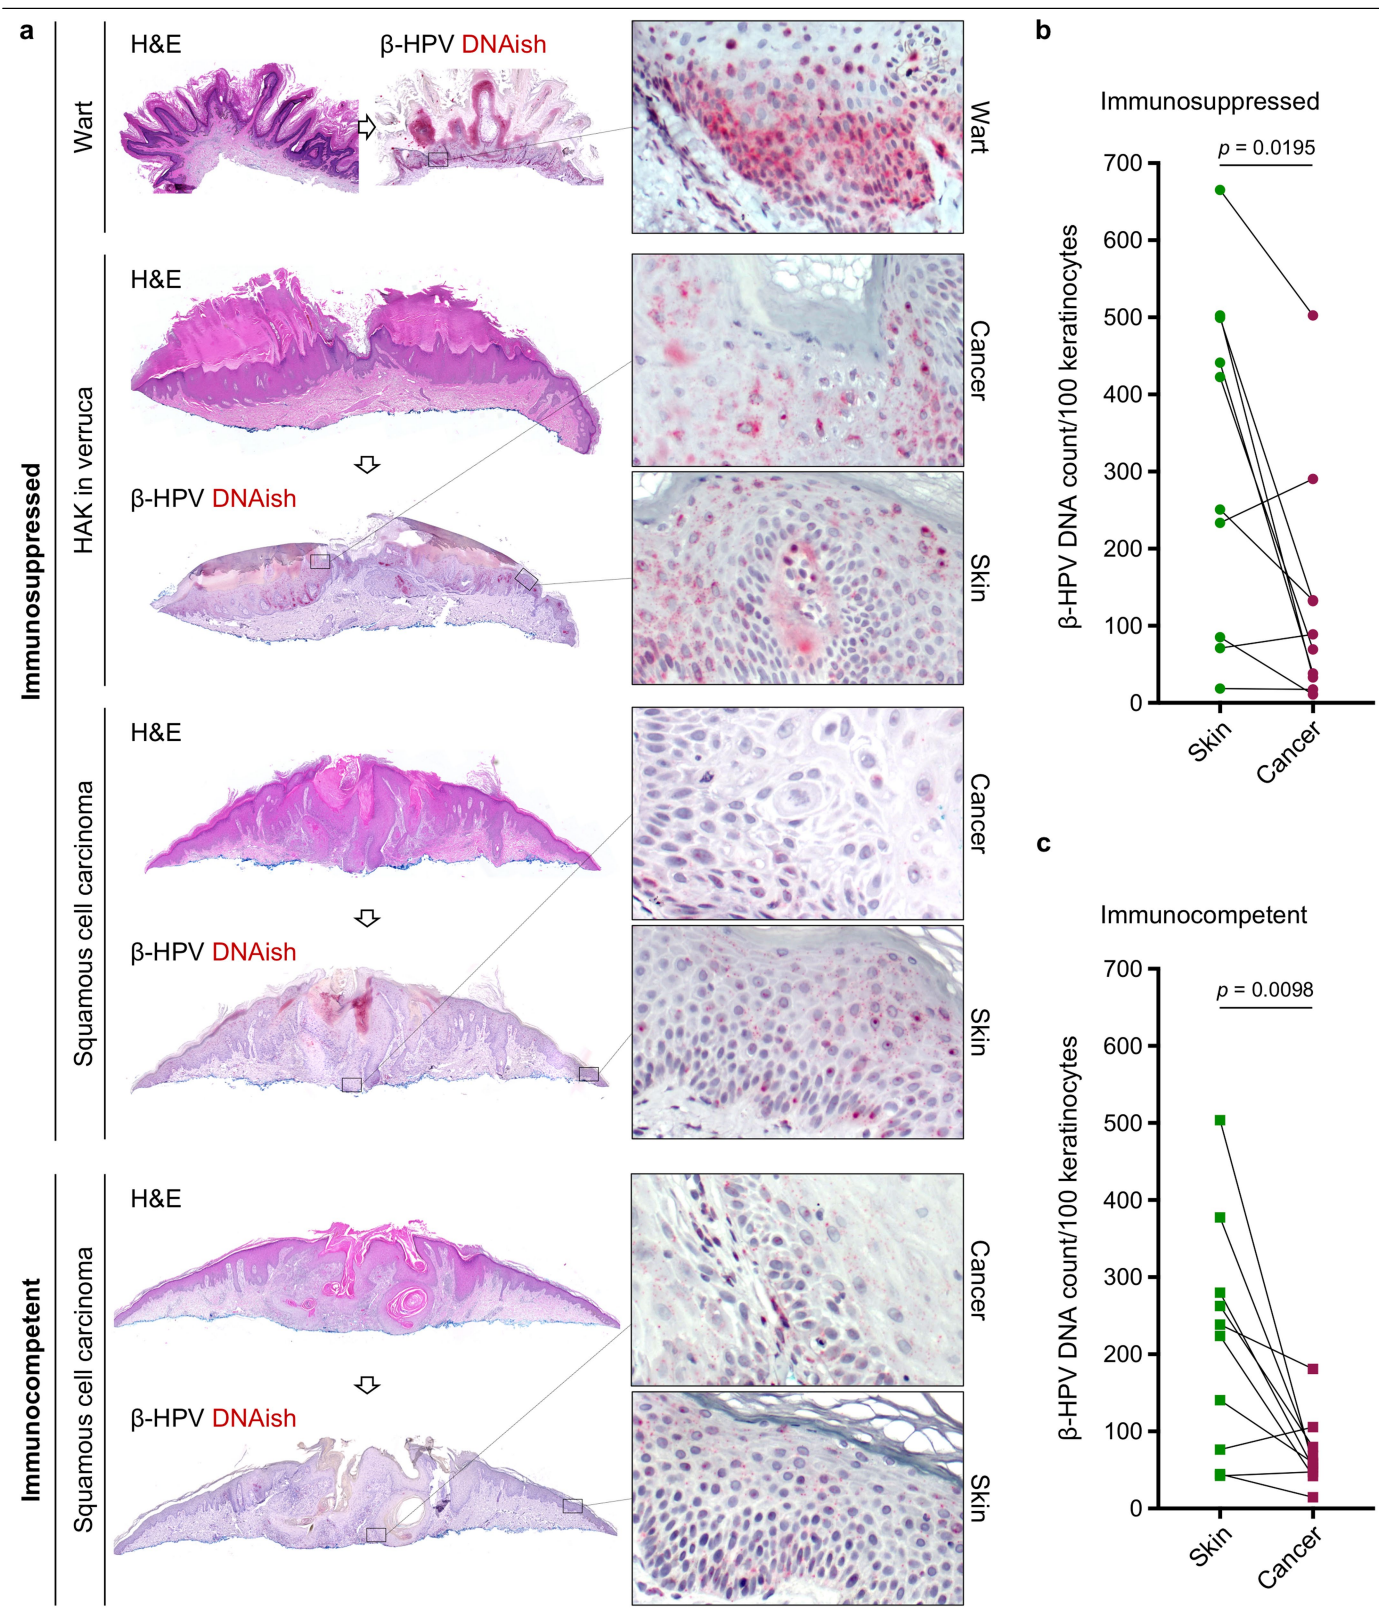 a
Immunosuppressed
Wart
H&E
β-HPV DNAish
Wart
HAK in verruca
H&E
β-HPV DNAish
Cancer
Skin
Squamous cell carcinoma
H&E
β-HPV DNAish
Cancer
Skin
Immunocompetent
Squamous cell carcinoma
H&E
β-HPV DNAish
Cancer
Skin
b
Immunosuppressed
p = 0.0195
β-HPV DNA count/100 keratinocytes
700
600
500
400
300
200
100
0
Skin
Cancer
c
Immunocompetent
p = 0.0098
β-HPV DNA count/100 keratinocytes
700
600
500
400
300
200
100
0
Skin
Cancer